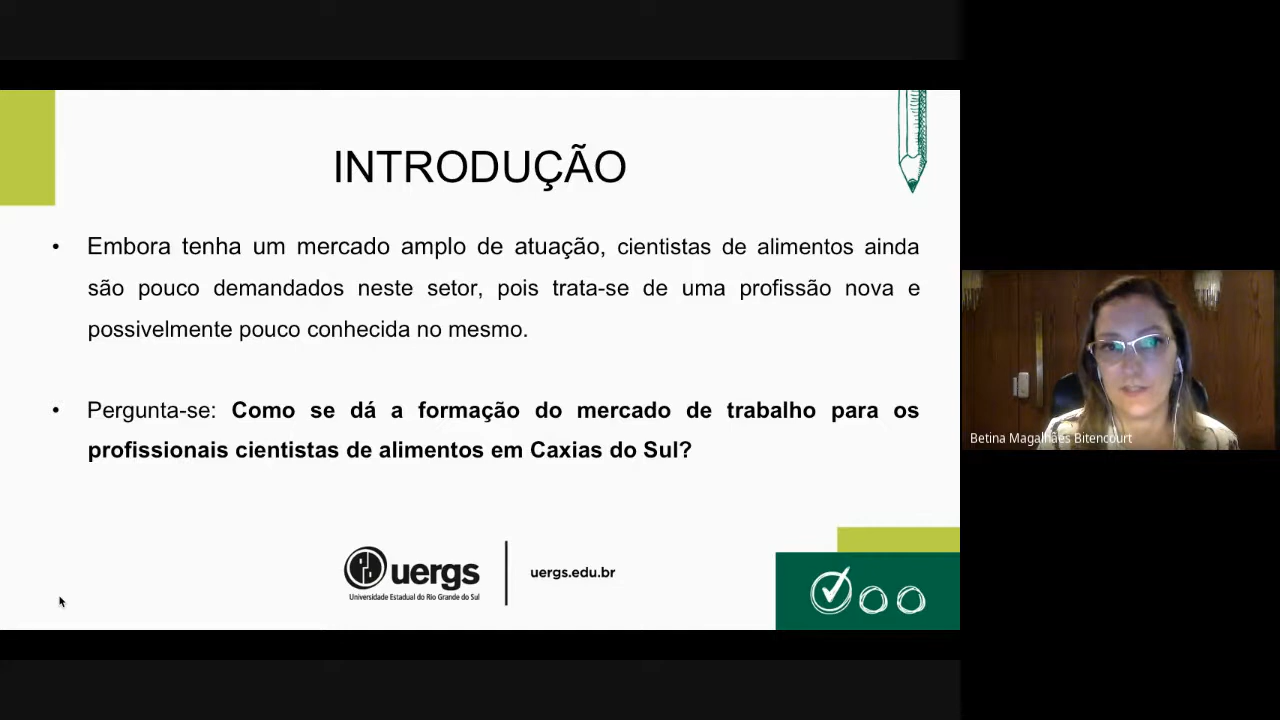 INTRODUÇÃO
• Embora tenha um mercado amplo de atuação, cientistas de alimentos ainda
são pouco demandados neste setor, pois trata-se de uma profissão nova e
possivelmente pouco conhecida no mesmo.
• Pergunta-se: Como se dá a formação do mercado de trabalho para os
profissionais cientistas de alimentos em Caxias do Sul?
uergs
Universidade Estadual do Rio Grande do Sul
uergs.edu.br
Betina Magalhães Bitencourt